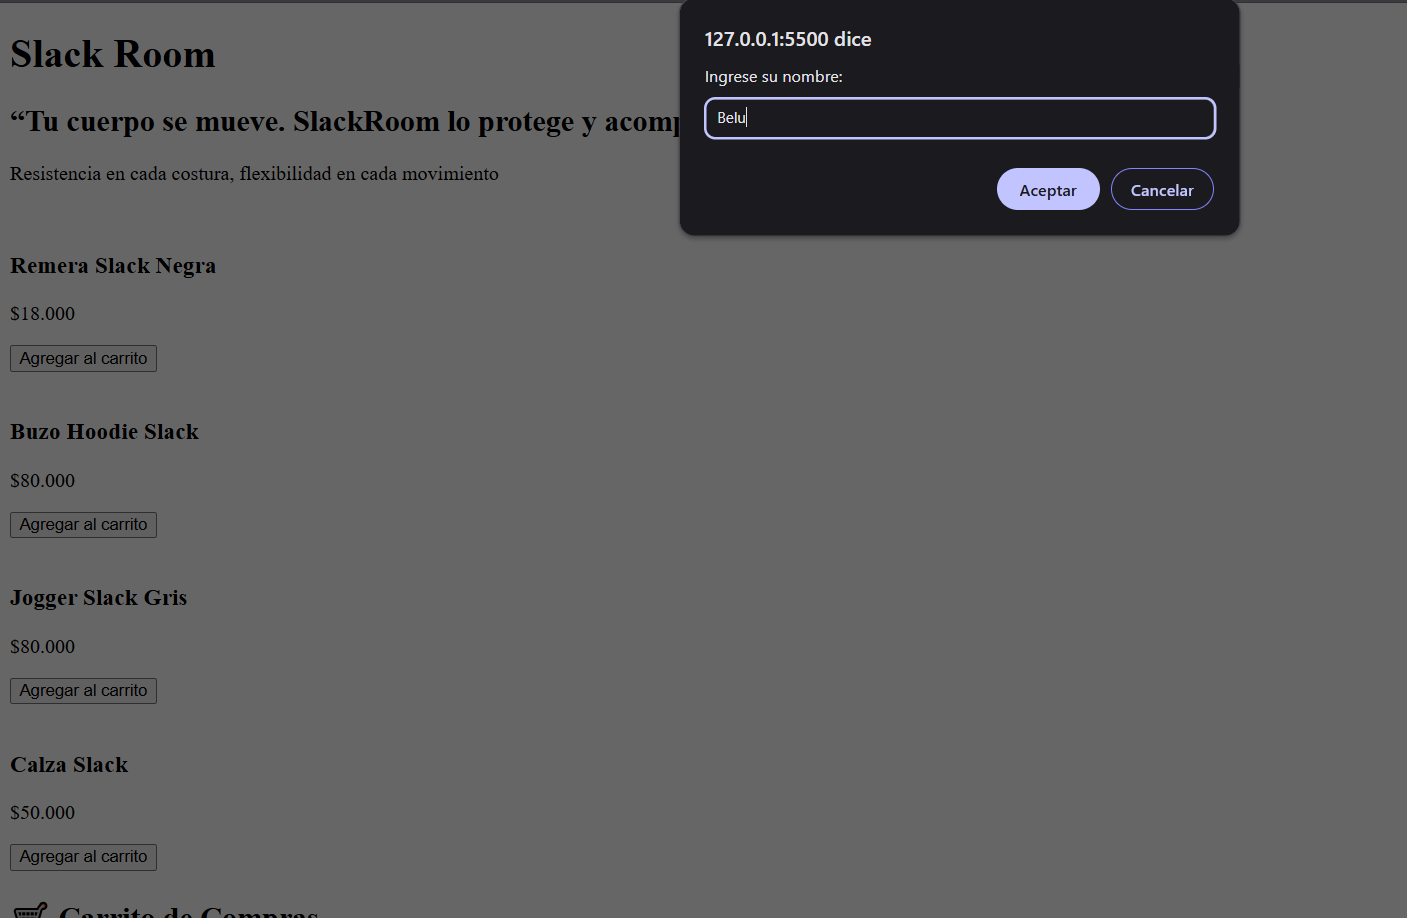 127.0.0.1:5500 dice
Ingrese su nombre:
Belu
Aceptar
Cancelar
Slack Room
“Tu cuerpo se mueve. SlackRoom lo protege y acomp
Resistencia en cada costura, flexibilidad en cada movimiento
Remera Slack Negra
$18.000
Agregar al carrito
Buzo Hoodie Slack
$80.000
Agregar al carrito
Jogger Slack Gris
$80.000
Agregar al carrito
Calza Slack
$50.000
Agregar al carrito
Carrito de Compras